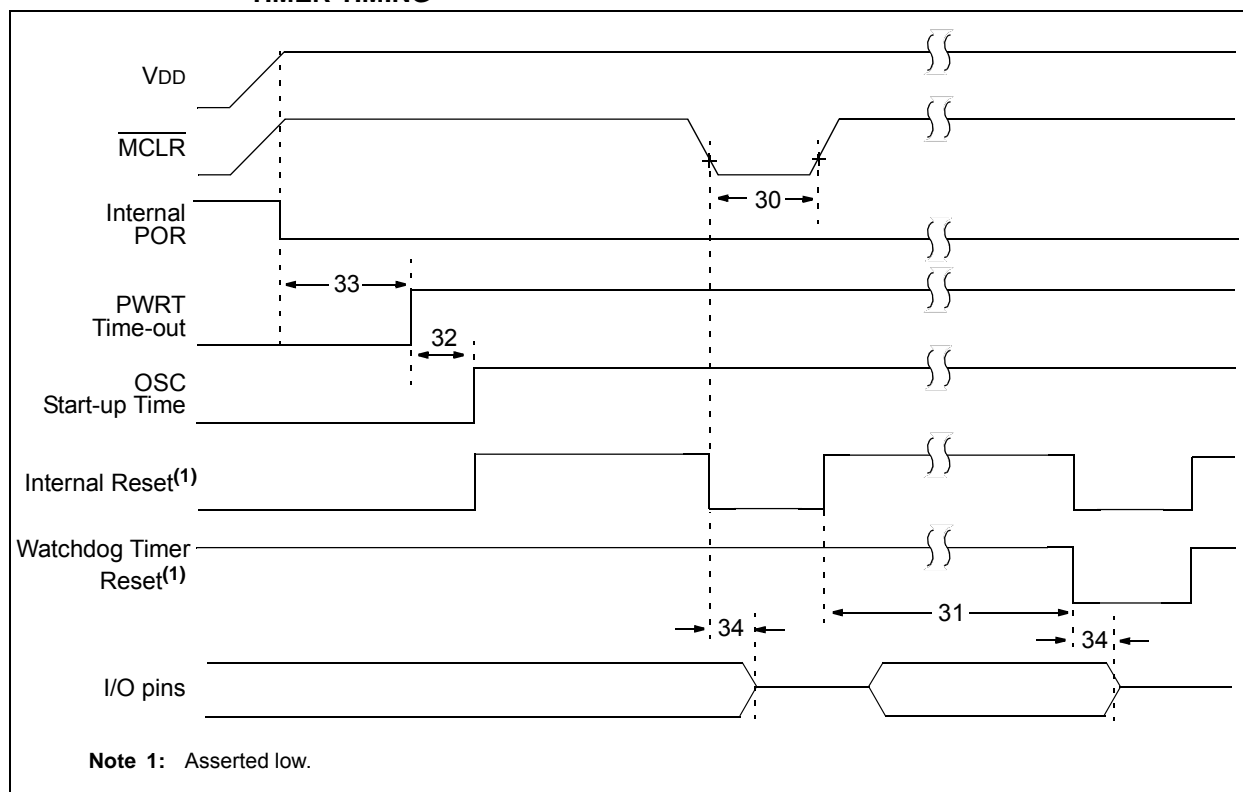 TIMER TIMING
VDD
MCLR
30
Internal
POR
33
PWRT
Time-out
32
OSC
Start-up Time
Internal Reset(1)
Watchdog Timer
Reset(1)
31
34
34
I/O pins
Note 1: Asserted low.